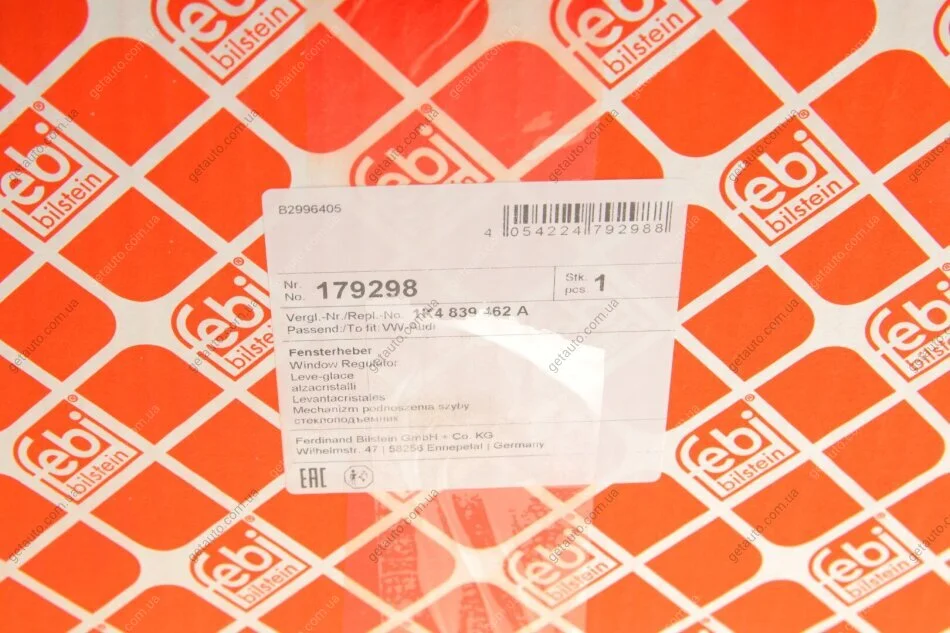 febi
bilstein
B2996405
4 054224 792988
Nr. No. 179298
Stk. pcs 1
Vergl.-Nr./Repl.-No. 1K4 839 462 A
Passend:/To fit: VW-Audi
Fensterheber
Window Regulator
Leve-glace
alzacristalli
Levantacristales
Mechanizm podnoszenia szyby
стеклоподъемник
Ferdinand Bilstein GmbH + Co. KG
Wilhelmstr. 47 | 58256 Ennepetal | Germany
EAC
getauto.com.ua